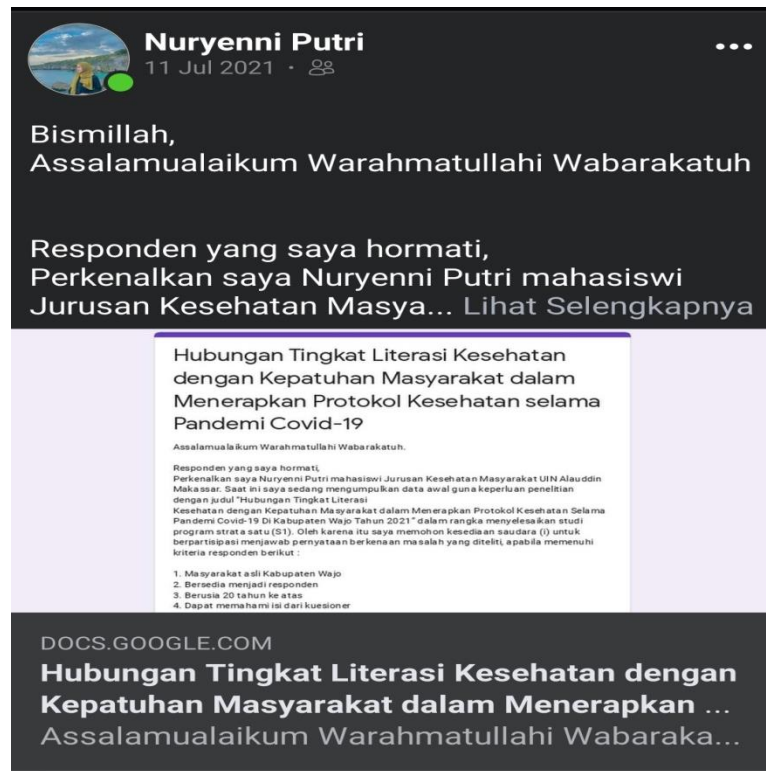 Nuryenni Putri
11 Jul 2021
Bismillah,
Assalamualaikum Warahmatullahi Wabarakatuh
Responden yang saya hormati,
Perkenalkan saya Nuryenni Putri mahasiswi
Jurusan Kesehatan Masya... Lihat Selengkapnya
Hubungan Tingkat Literasi Kesehatan
dengan Kepatuhan Masyarakat dalam
Menerapkan Protokol Kesehatan selama
Pandemi Covid-19
Assalamualaikum Warahmatullahi Wabarakatuh.
Responden yang saya hormati,
Perkenalkan saya Nuryenni Putri mahasiswi Jurusan Kesehatan Masyarakat UIN Alauddin
Makassar. Saat ini saya sedang mengumpulkan data awal guna keperluan penelitian
dengan judul "Hubungan Tingkat Literasi
Kesehatan dengan Kepatuhan Masyarakat dalam Menerapkan Protokol Kesehatan Selama
Pandemi Covid-19 Di Kabupaten Wajo Tahun 2021" dalam rangka menyelesaikan studi
program strata satu (S1). Oleh karena itu saya memohon kesediaan saudara (i) untuk
berpartisipasi menjawab pernyataan berkenaan masalah yang diteliti, apabila memenuhi
kriteria responden berikut :
1. Masyarakat asli Kabupaten Wajo
2. Bersedia menjadi responden
3. Berusia 20 tahun ke atas
4. Dapat memahami isi dari kuesioner
DOCS.GOOGLE.COM
Hubungan Tingkat Literasi Kesehatan dengan
Kepatuhan Masyarakat dalam Menerapkan ...
Assalamualaikum Warahmatullahi Wabaraka...